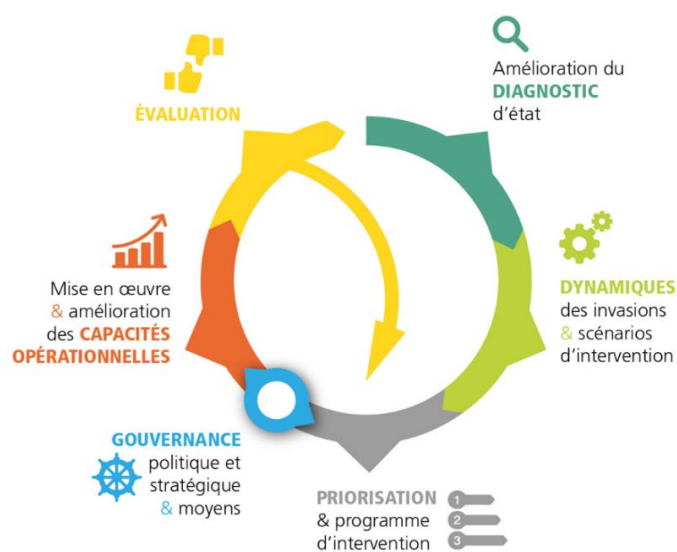 Amélioration du
DIAGNOSTIC
d'état
DYNAMIQUES
des invasions
& scénarios
d'intervention
PRIORISATION
& programme
d'intervention
1
2
3
GOUVERNANCE
politique et
stratégique
& moyens
Mise en œuvre
& amélioration
des CAPACITÉS
OPÉRATIONNELLES
ÉVALUATION